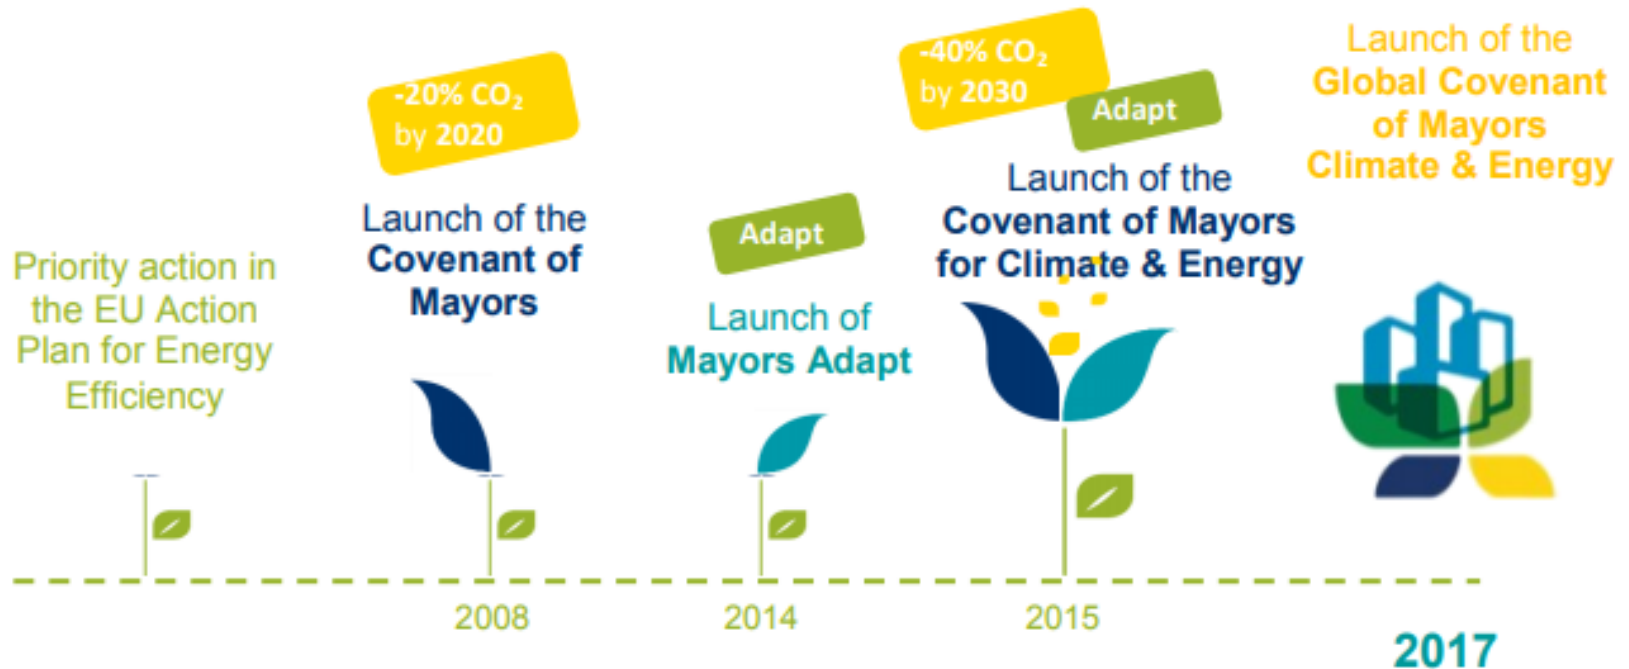 Priority action in
the EU Action
Plan for Energy
Efficiency
-20% CO₂
by 2020
Launch of the
Covenant of
Mayors
2008
Adapt
Launch of
Mayors Adapt
2014
-40% CO₂
by 2030
Adapt
Launch of the
Covenant of Mayors
for Climate & Energy
2015
Launch of the
Global Covenant
of Mayors
Climate & Energy
2017